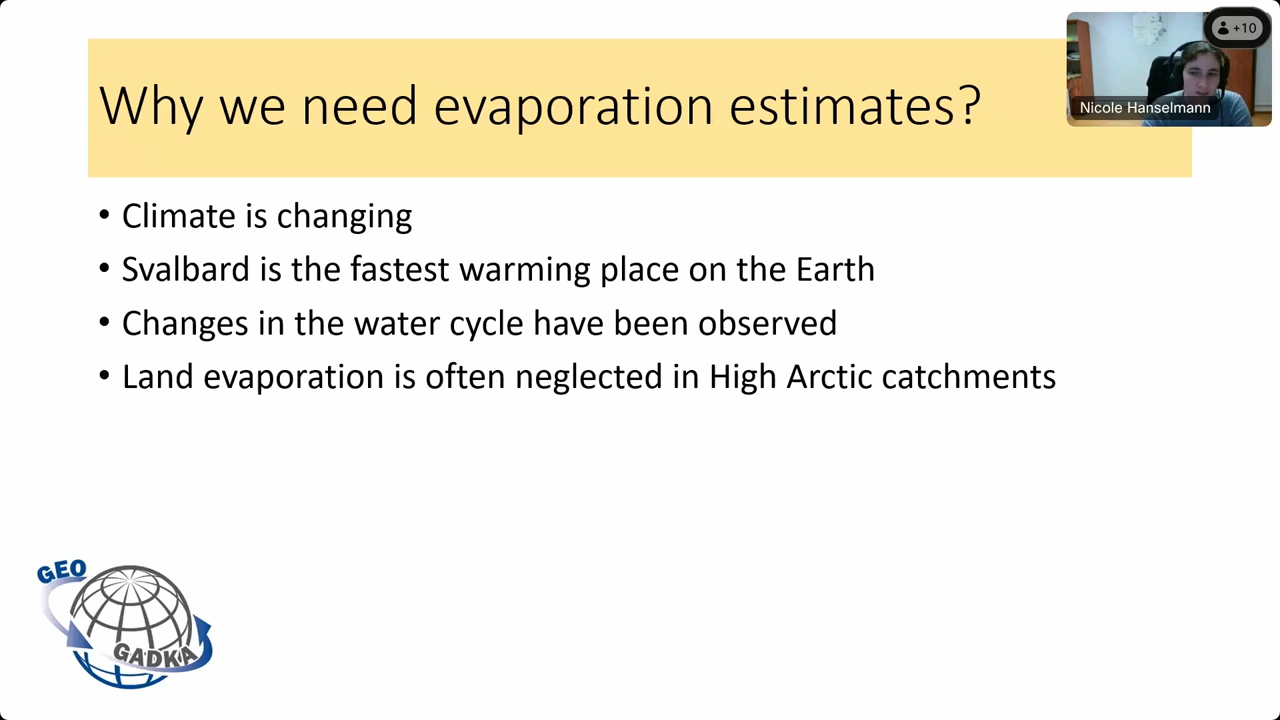 Why we need evaporation estimates?
+10
Nicole Hanselmann
• Climate is changing
• Svalbard is the fastest warming place on the Earth
• Changes in the water cycle have been observed
• Land evaporation is often neglected in High Arctic catchments
GEO
GADKA